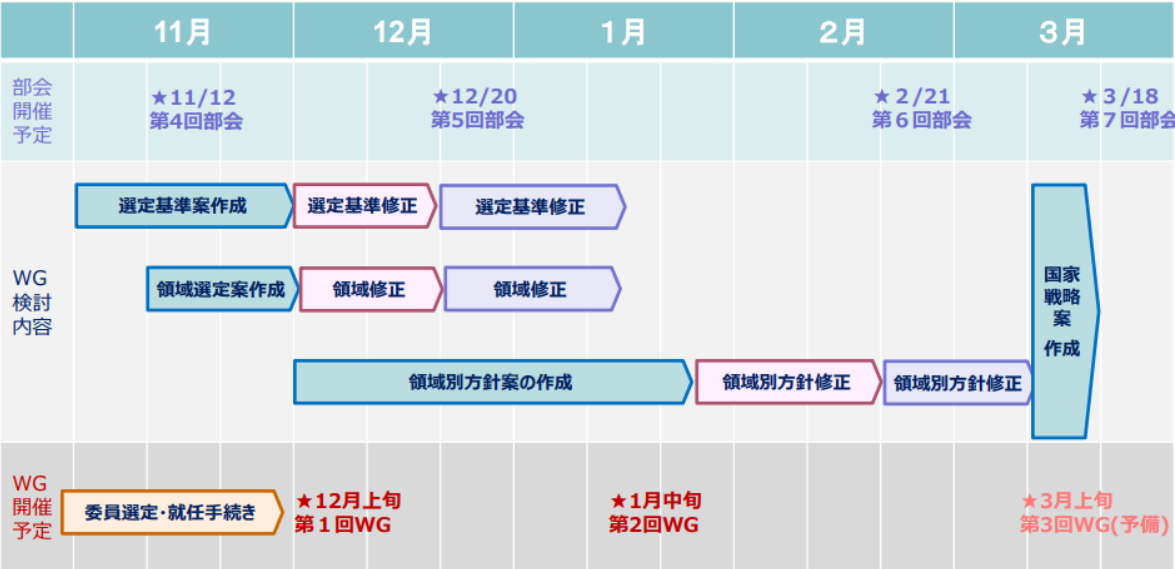 11月
12月
１月
２月
３月
部会
開催
予定
★11/12
第4回部会
★12/20
第5回部会
★２/21
第６回部会
★３/18
第７回部会
WG
検討
内容
選定基準案作成
選定基準修正
選定基準修正
領域選定案作成
領域修正
領域修正
領域別方針案の作成
領域別方針修正
領域別方針修正
国家
戦略
案
作成
WG
開催
予定
委員選定・就任手続き
★12月上旬
第１回WG
★1月中旬
第2回WG
★3月上旬
第3回WG(予備)